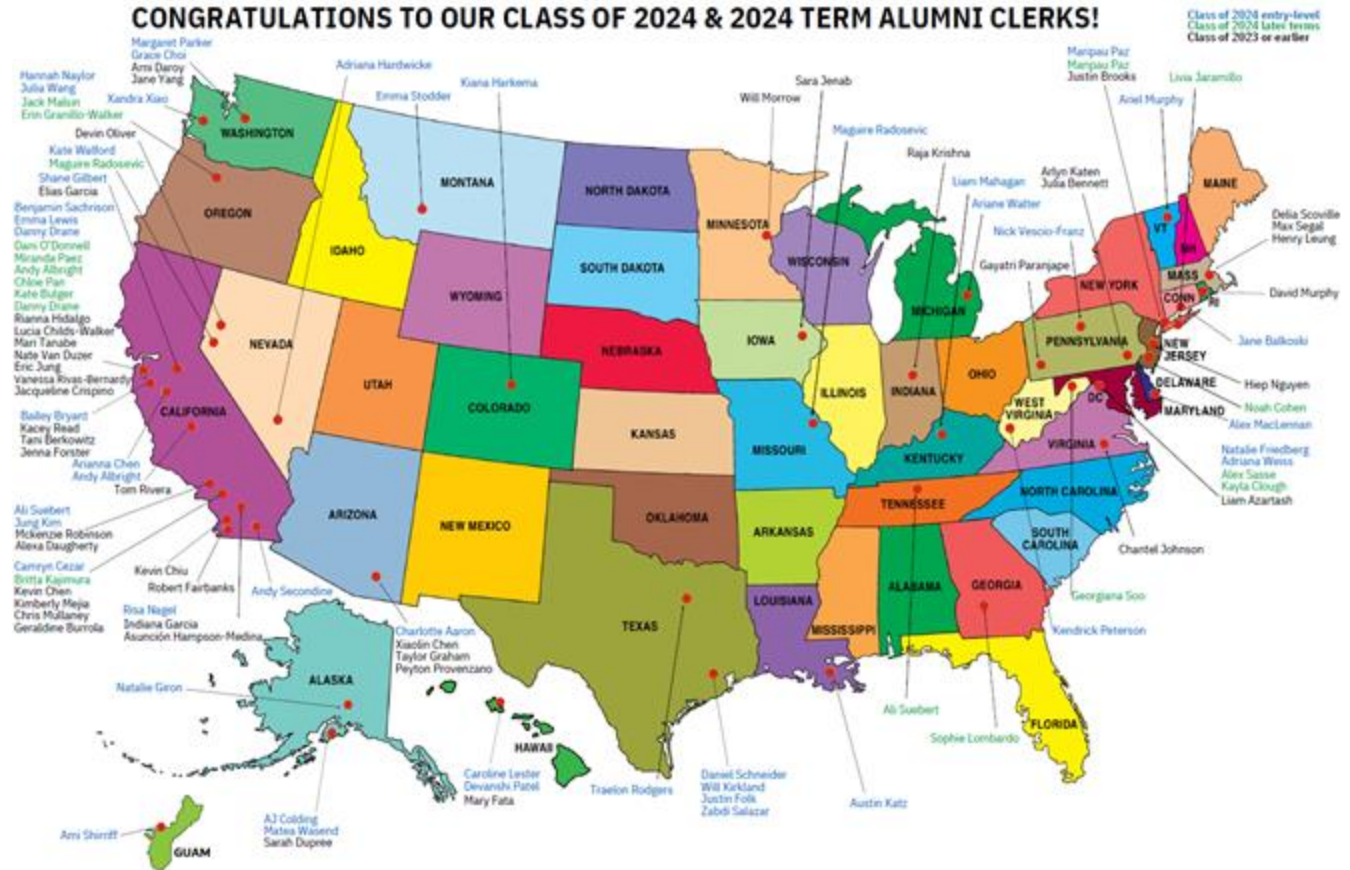 CONGRATULATIONS TO OUR CLASS OF 2024 & 2024 TERM ALUMNI CLERKS!
Class of 2024 entry-level
Class of 2024 later terms
Class of 2023 or earlier
Margaret Parker
Grace Choi
Ami Daroy
Jane Yang
Hannah Naylor
Julia Wang
Jack Malsin
Erin Granillo-Walker
Xandra Xiao
Devin Oliver
Kate Walford
Maguire Radosevic
Shane Gilbert
Elias Garcia
Benjamin Sachrison
Emma Lewis
Danny Drane
Dani O'Donnell
Miranda Paez
Andy Albright
Chloe Pan
Kate Bulger
Danny Drane
Rianna Hidalgo
Lucia Childs-Walker
Mari Tanabe
Nate Van Duzer
Eric Jung
Vanessa Rivas-Bernardy
Jacqueline Crispino
Bailey Bryant
Kacey Read
Tani Berkowitz
Jenna Forster
Arianna Chen
Andy Albright
Tom Rivera
Ali Suebert
Jung Kim
Mckenzie Robinson
Alexa Daugherty
Camryn Cezar
Britta Kajimura
Kevin Chen
Kimberly Mejia
Chris Mullaney
Geraldine Burrola
Kevin Chiu
Robert Fairbanks
Andy Secondine
Risa Nagel
Indiana Garcia
Asunción Hampson-Medina
Adriana Hardwicke
Emma Stodder
Kiana Harkema
Will Morrow
Sara Jenab
Maguire Radosevic
Raja Krishna
Liam Mahagan
Ariane Walter
Nick Vescio-Franz
Gayatri Paranjape
Arlyn Katen
Julia Bennett
Maripau Paz
Maripau Paz
Justin Brooks
Ariel Murphy
Livia Jaramillo
Delia Scoville
Max Segal
Henry Leung
David Murphy
Jane Balkoski
Hiep Nguyen
Noah Cohen
Alex MacLennan
Natalie Friedberg
Adriana Weiss
Alex Sasse
Kayla Clough
Liam Azartash
Chantel Johnson
Georgiana Soo
Kendrick Peterson
Ali Suebert
Sophie Lombardo
Austin Katz
Daniel Schneider
Will Kirkland
Justin Folk
Zabdi Salazar
Traelon Rodgers
Charlotte Aaron
Xiaolin Chen
Taylor Graham
Peyton Provenzano
Caroline Lester
Devanshi Patel
Mary Fata
Natalie Giron
AJ Colding
Matea Wasend
Sarah Dupree
Ami Shirriff
WASHINGTON
OREGON
IDAHO
MONTANA
NORTH DAKOTA
MINNESOTA
WISCONSIN
MICHIGAN
NEW YORK
VT
NH
MAINE
MASS
CONN
RI
WYOMING
SOUTH DAKOTA
IOWA
NEBRASKA
NEVADA
UTAH
COLORADO
KANSAS
MISSOURI
ILLINOIS
INDIANA
OHIO
PENNSYLVANIA
NEW
JERSEY
DELAWARE
MARYLAND
DC
WEST
VIRGINIA
VIRGINIA
KENTUCKY
CALIFORNIA
ARIZONA
NEW MEXICO
OKLAHOMA
ARKANSAS
TENNESSEE
NORTH CAROLINA
SOUTH
CAROLINA
TEXAS
LOUISIANA
MISSISSIPPI
ALABAMA
GEORGIA
FLORIDA
ALASKA
HAWAII
GUAM